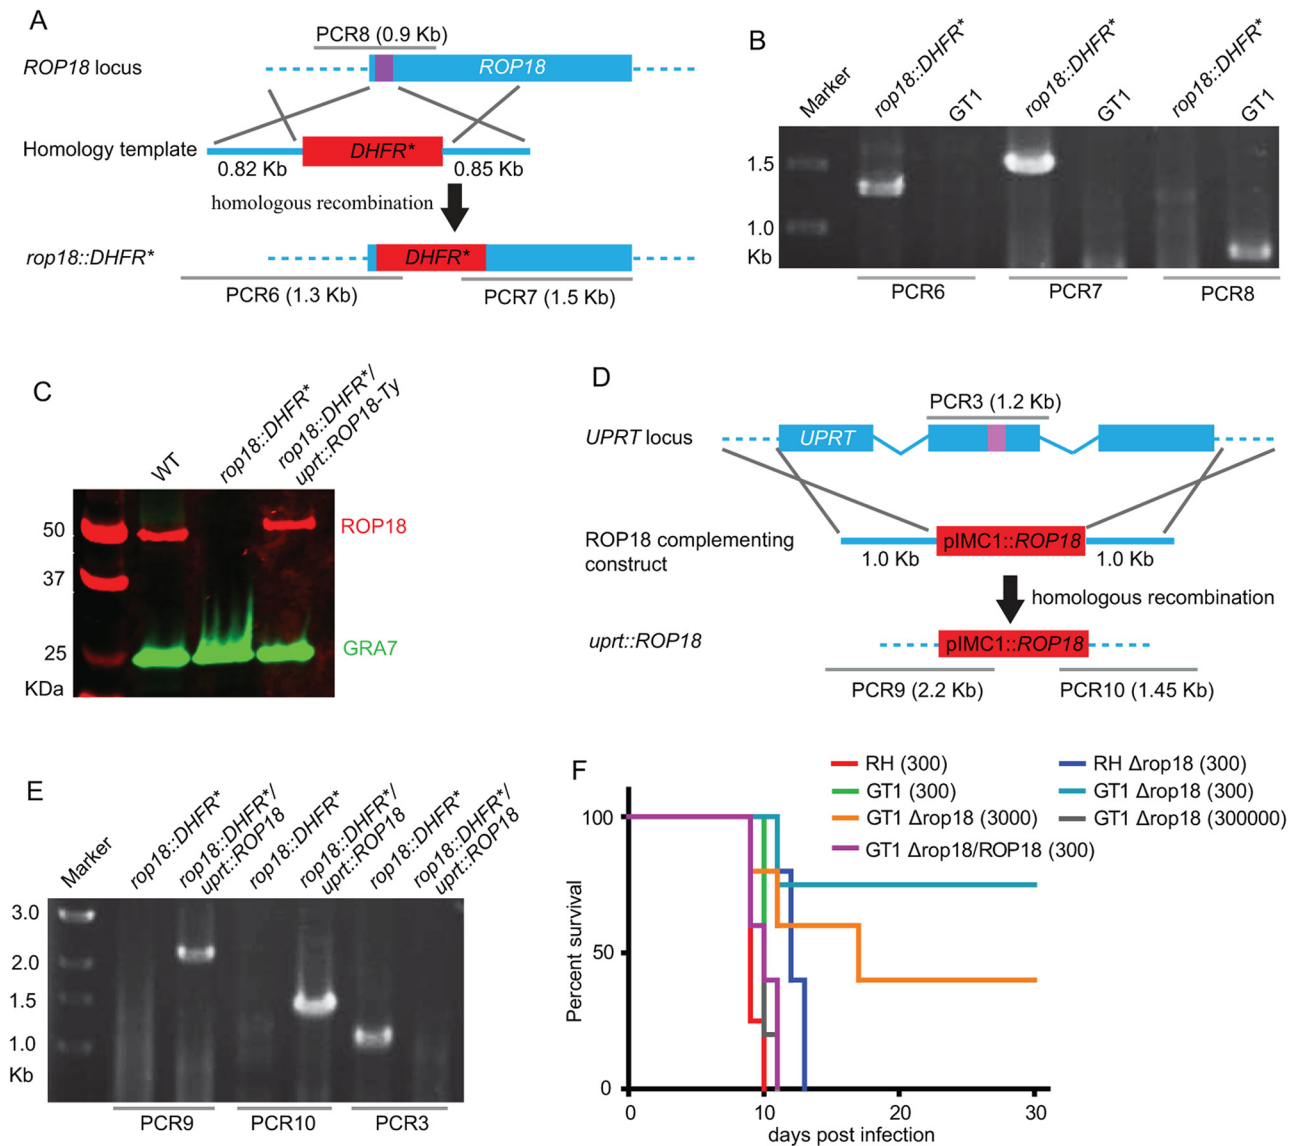 A
PCR8 (0.9 Kb)
ROP18 locus
ROP18
Homology template
DHFR*
0.82 Kb
0.85 Kb
homologous recombination
rop18::DHFR*
DHFR*
PCR6 (1.3 Kb)
PCR7 (1.5 Kb)
B
Marker
rop18::DHFR*
GT1
rop18::DHFR*
GT1
rop18::DHFR*
GT1
1.5
1.0
Kb
PCR6
PCR7
PCR8
C
WT
rop18::DHFR*
rop18::DHFR*/
uprt::ROP18-Ty
50
37
25
KDa
ROP18
GRA7
D
PCR3 (1.2 Kb)
UPRT locus
UPRT
ROP18 complementing
construct
pIMC1::ROP18
1.0 Kb
1.0 Kb
homologous recombination
uprt::ROP18
pIMC1::ROP18
PCR9 (2.2 Kb)
PCR10 (1.45 Kb)
E
Marker
rop18::DHFR*
rop18::DHFR*/
uprt::ROP18
rop18::DHFR*
rop18::DHFR*/
uprt::ROP18
rop18::DHFR*
rop18::DHFR*/
uprt::ROP18
3.0
2.0
1.5
1.0
Kb
PCR9
PCR10
PCR3
F
RH (300)
RH Δrop18 (300)
GT1 (300)
GT1 Δrop18 (300)
GT1 Δrop18 (3000)
GT1 Δrop18 (300000)
GT1 Δrop18/ROP18 (300)
Percent survival
100
50
0
0
10
20
30
days post infection